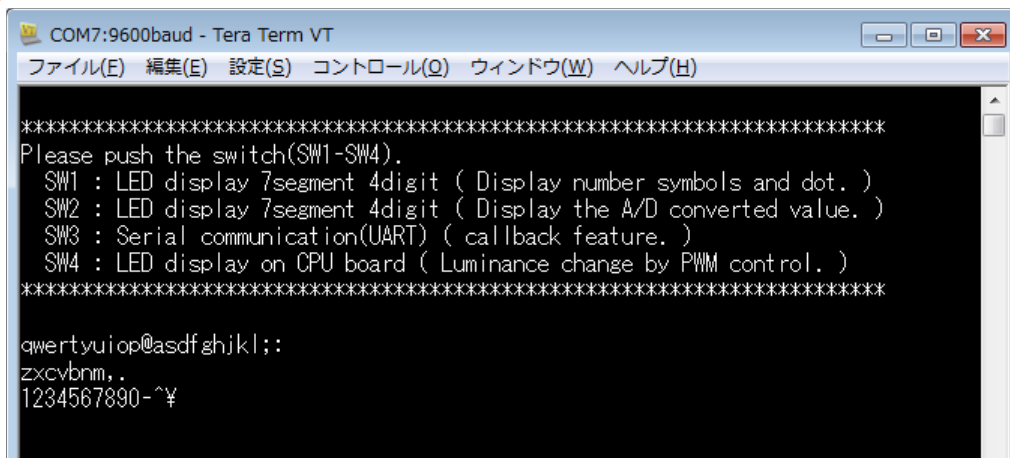 COM7:9600baud - Tera Term VT
ファイル(F) 編集(E) 設定(S) コントロール(O) ウィンドウ(W) ヘルプ(H)
************************************************************************
Please push the switch(SW1-SW4).
SW1 : LED display 7segment 4digit ( Display number symbols and dot. )
SW2 : LED display 7segment 4digit ( Display the A/D converted value. )
SW3 : Serial communication(UART) ( callback feature. )
SW4 : LED display on CPU board ( Luminance change by PWM control. )
************************************************************************
qwertyuiop@asdfghjkl;:
zxcvbnm,.
1234567890-^¥